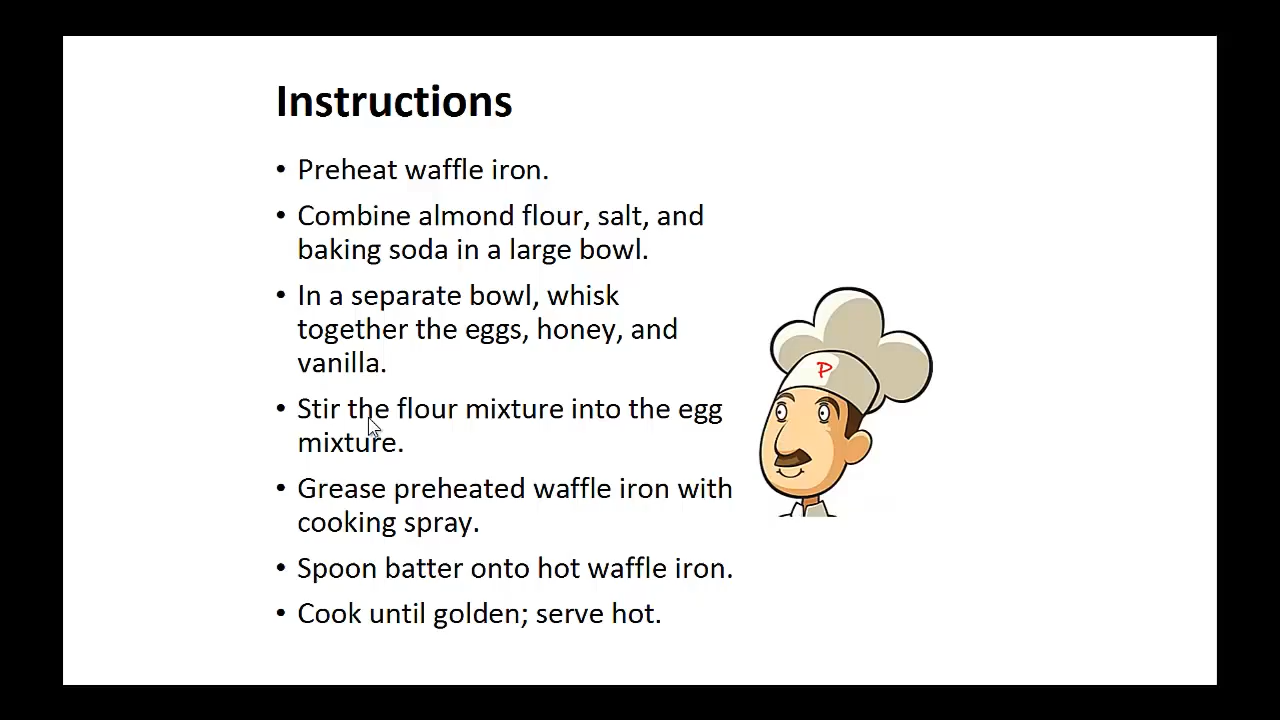 Instructions
• Preheat waffle iron.
• Combine almond flour, salt, and
baking soda in a large bowl.
• In a separate bowl, whisk
together the eggs, honey, and
vanilla.
• Stir the flour mixture into the egg
mixture.
• Grease preheated waffle iron with
cooking spray.
• Spoon batter onto hot waffle iron.
• Cook until golden; serve hot.
P